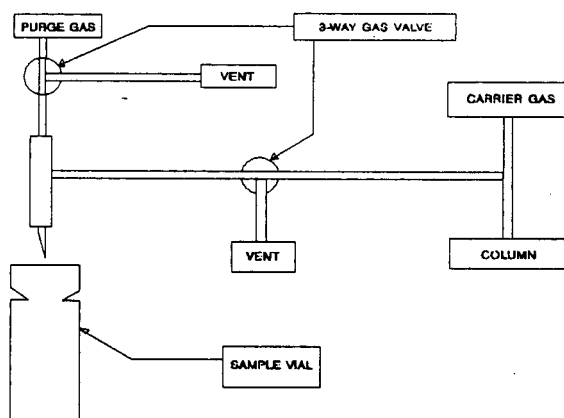 PURGE GAS
3-WAY GAS VALVE
VENT
CARRIER GAS
VENT
COLUMN
SAMPLE VIAL